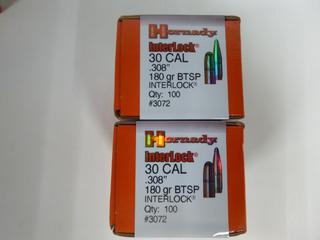 Hornady
InterLock®
30 CAL
.308"
180 gr BTSP
INTERLOCK®
Qty: 100
#3072
Hornady
InterLock®
30 CAL
.308"
180 gr BTSP
INTERLOCK®
Qty: 100
#3072